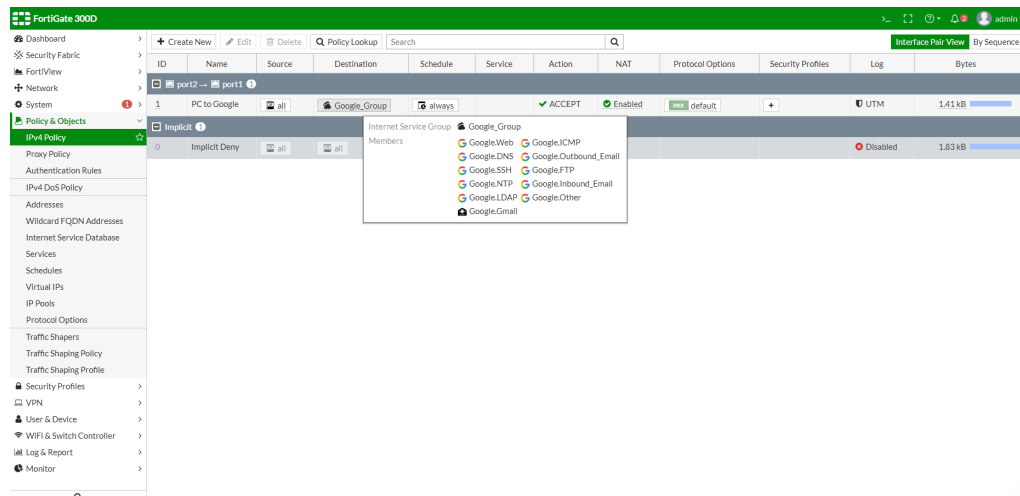 FortiGate 300D
>_
2
admin
Dashboard
Security Fabric
FortiView
Network
System 1
Policy & Objects
IPv4 Policy
Proxy Policy
Authentication Rules
IPv4 DoS Policy
Addresses
Wildcard FQDN Addresses
Internet Service Database
Services
Schedules
Virtual IPs
IP Pools
Protocol Options
Traffic Shapers
Traffic Shaping Policy
Traffic Shaping Profile
Security Profiles
VPN
User & Device
WiFi & Switch Controller
Log & Report
Monitor
+ Create New Edit Delete Policy Lookup Search Interface Pair View By Sequence
ID Name Source Destination Schedule Service Action NAT Protocol Options Security Profiles Log Bytes
port2 → port1 1
1 PC to Google all Google_Group always ACCEPT Enabled PRX default + UTM 1.41 kB
Implicit 1
0 Implicit Deny all all Disabled 1.83 kB
Internet Service Group Google_Group
Members Google.Web Google.ICMP
Google.DNS Google.Outbound_Email
Google.SSH Google.FTP
Google.NTP Google.Inbound_Email
Google.LDAP Google.Other
Google.Gmail